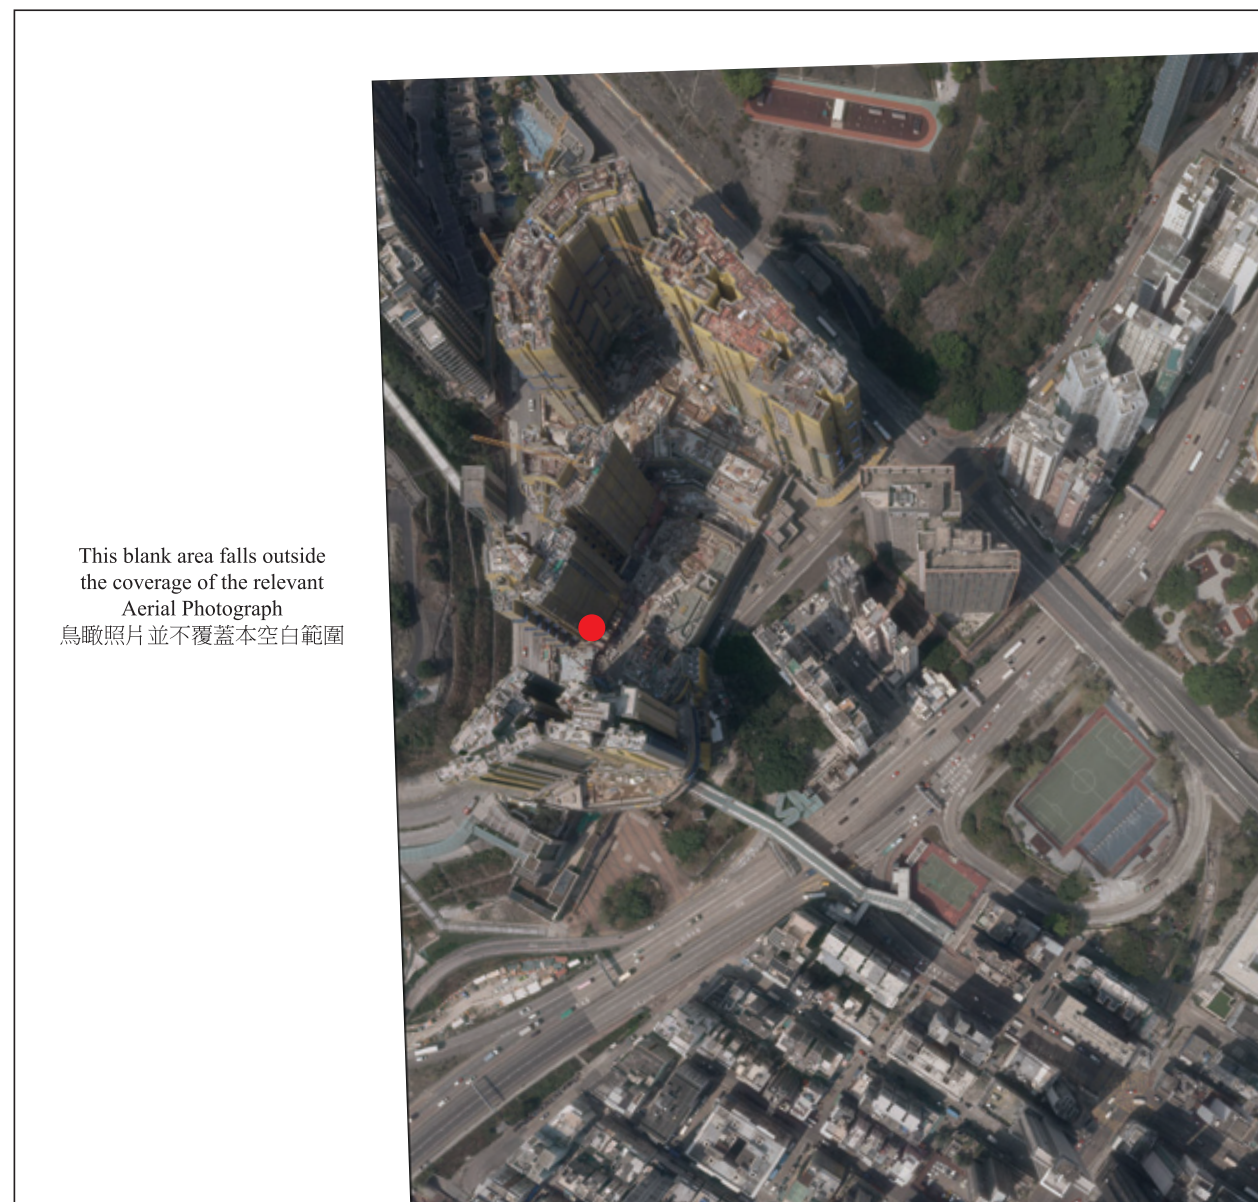 This blank area falls outside
the coverage of the relevant
Aerial Photograph
鳥瞰照片並不覆蓋本空白範圍